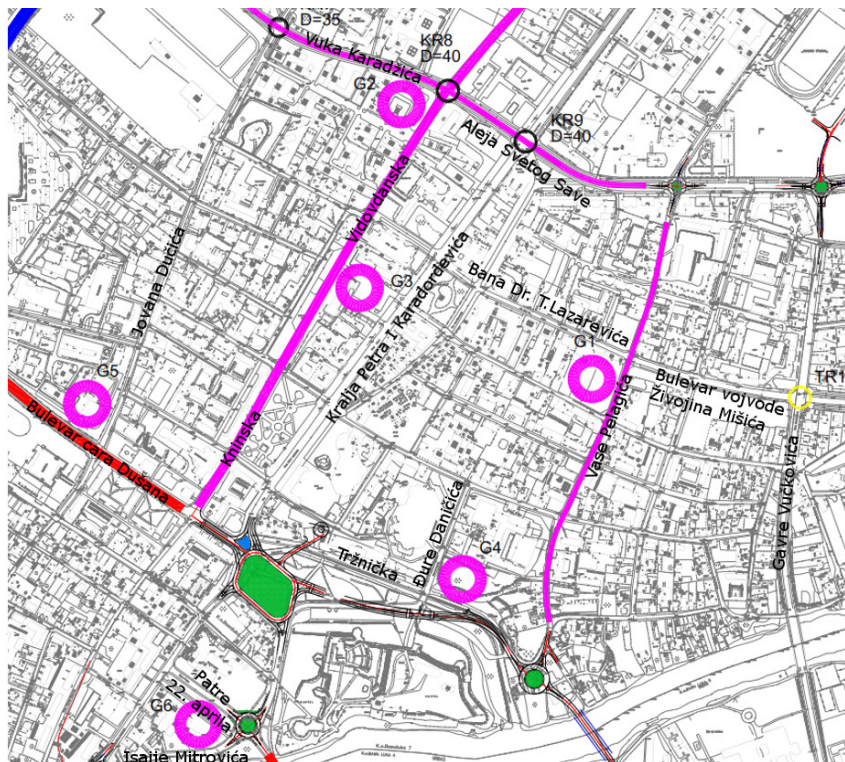 D=35
Vuka Karadžića
KR8
D=40
G2
KR9
D=40
Aleja Svetog Save
Vidovdanska
Jovana Dučića
G3
Kralja Petra I Karađorđevića
Bana Dr. T.Lazarevića
G1
G5
Bulevar vojvode
Živojina Mišića
TR1
Vase Pelagića
Bulevar cara Dušana
Kninska
Gavre Vučkovića
Tržnička
Đure Daničića
G4
Patre
22. aprila
G6
Isaije Mitrovića